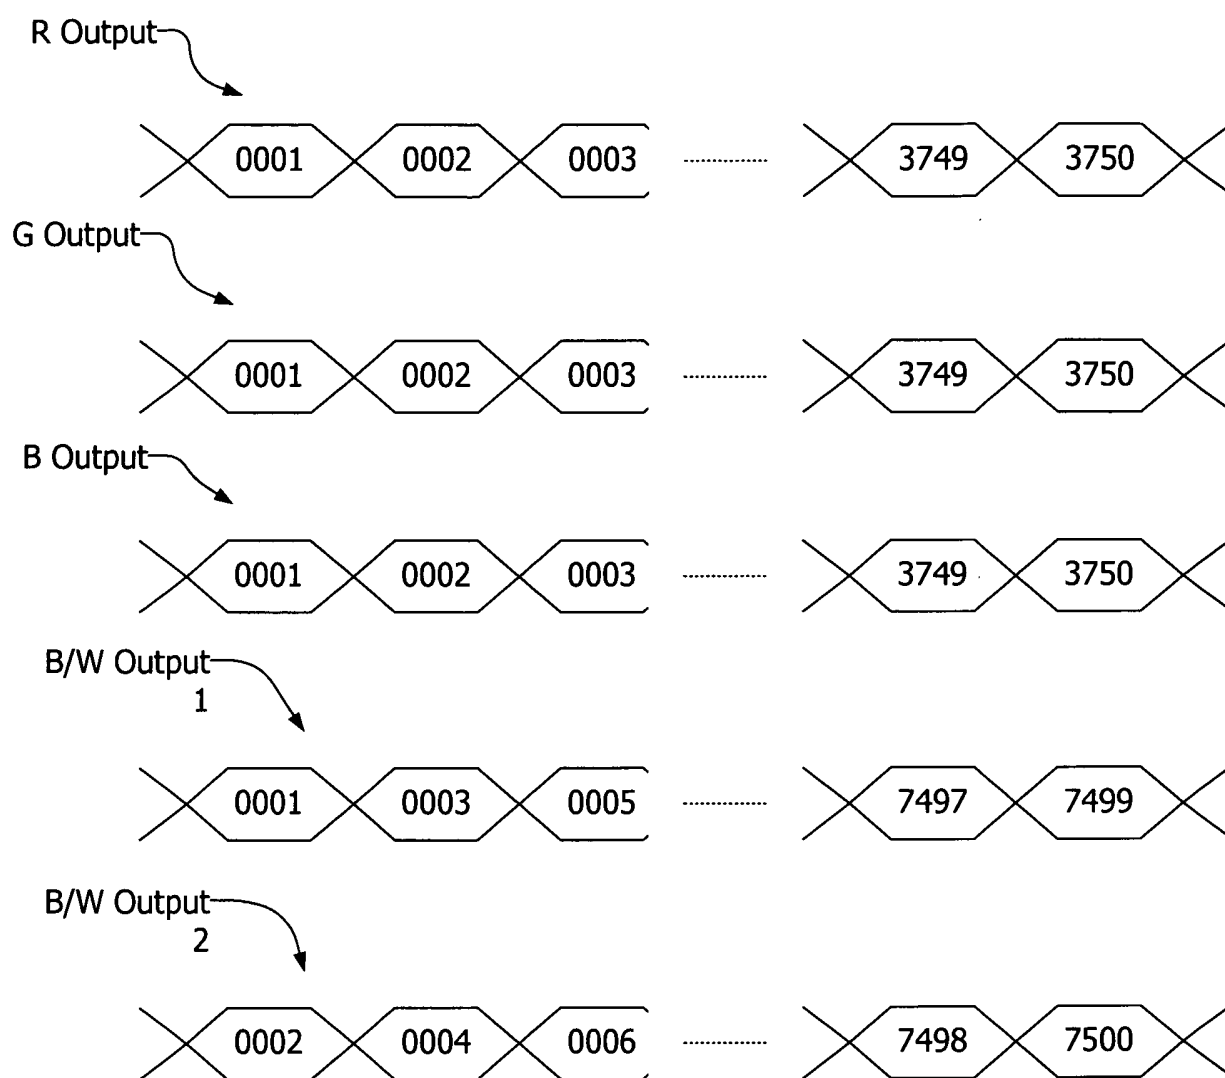 R Output
0001 0002 0003 3749 3750
G Output
0001 0002 0003 3749 3750
B Output
0001 0002 0003 3749 3750
B/W Output
1
0001 0003 0005 7497 7499
B/W Output
2
0002 0004 0006 7498 7500